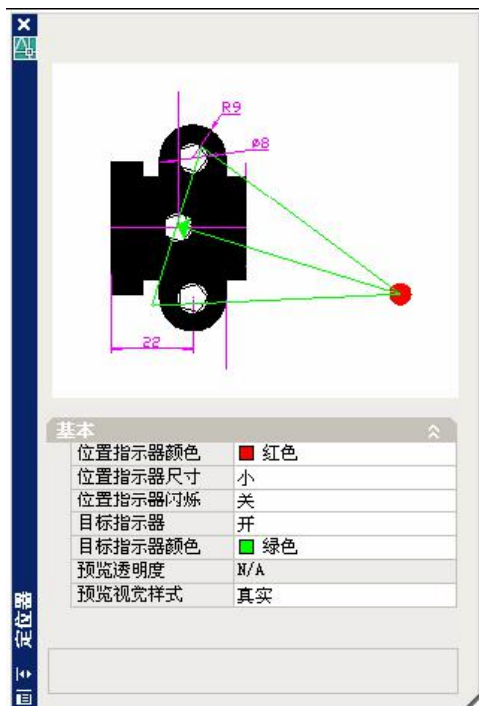 R9
ø8
22
基本
位置指示器颜色 红色
位置指示器尺寸 小
位置指示器闪烁 关
目标指示器 开
目标指示器颜色 绿色
预览透明度 N/A
预览视觉样式 真实
定位器